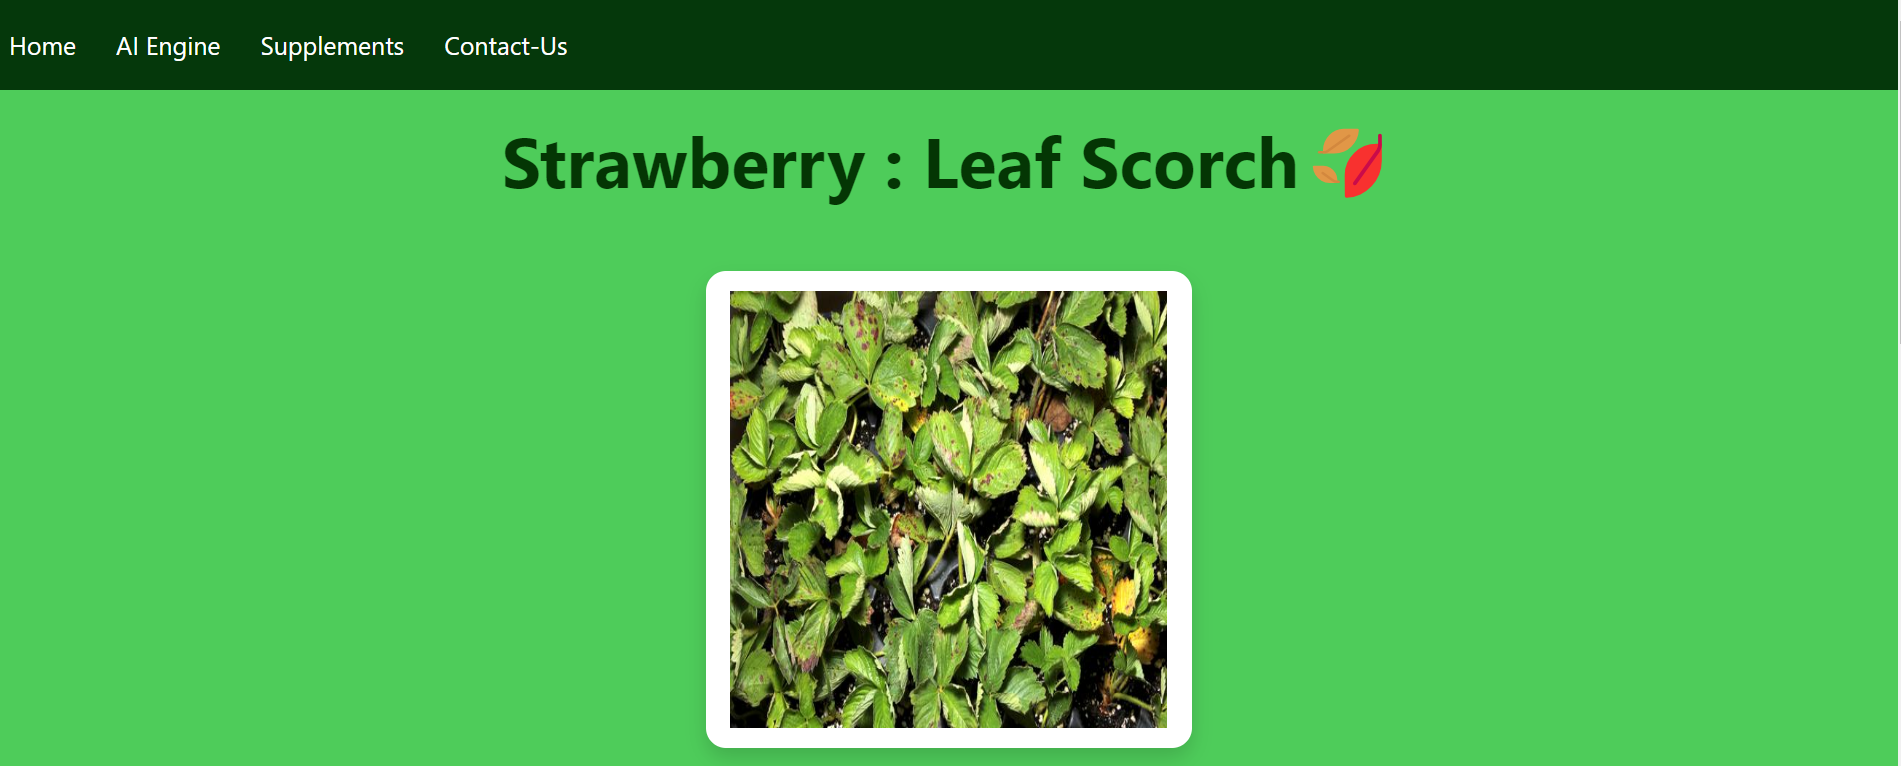 Home AI Engine Supplements Contact-Us
Strawberry : Leaf Scorch 🍂